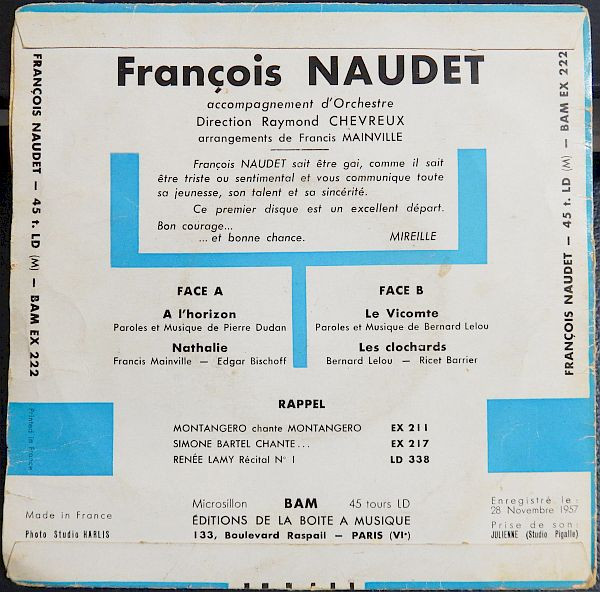 François NAUDET
accompagnement d'Orchestre
Direction Raymond CHEVREUX
arrangements de Francis MAINVILLE
François NAUDET sait être gai, comme il sait
être triste ou sentimental et vous communique toute
sa jeunesse, son talent et sa sincérité.
Ce premier disque est un excellent départ.
Bon courage...
... et bonne chance. MIREILLE
FRANÇOIS NAUDET — 45 t. LD (M) — BAM EX 222
FRANÇOIS NAUDET — 45 t. LD (M) — BAM EX 222
FACE A
A l'horizon
Paroles et Musique de Pierre Dudan
Nathalie
Francis Mainville — Edgar Bischoff
FACE B
Le Vicomte
Paroles et Musique de Bernard Lelou
Les clochards
Bernard Lelou — Ricet Barrier
RAPPEL
MONTANGERO chante MONTANGERO EX 211
SIMONE BARTEL CHANTE... EX 217
RENÉE LAMY Récital N° 1 LD 338
Printed in France
Made in France
Photo Studio HARLIS
Microsillon BAM 45 tours LD
ÉDITIONS DE LA BOITE A MUSIQUE
133, Boulevard Raspail — PARIS (VIe)
Enregistré le :
28 Novembre 1957
Prise de son :
JULIENNE (Studio Pigalle)